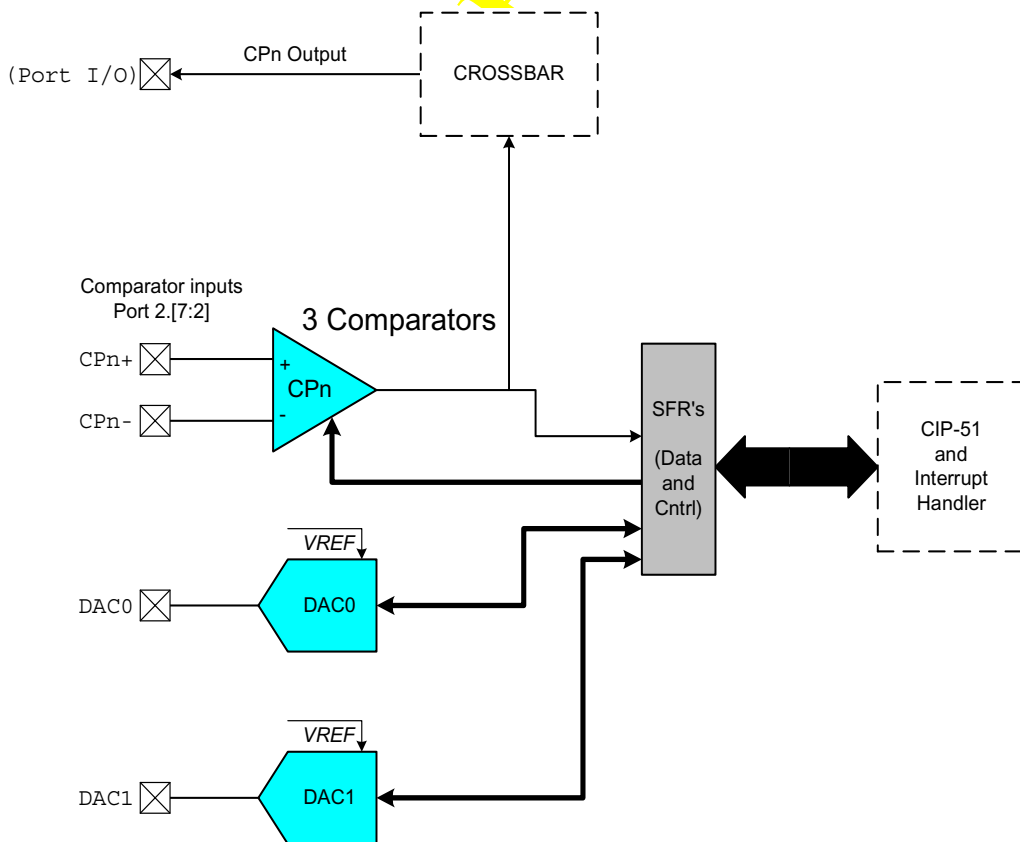 CPn Output
(Port I/O)
CROSSBAR
Comparator inputs
Port 2.[7:2]
3 Comparators
CPn+
+
CPn
CPn-
-
SFR's
(Data
and
Cntrl)
CIP-51
and
Interrupt
Handler
VREF
DAC0
DAC0
VREF
DAC1
DAC1